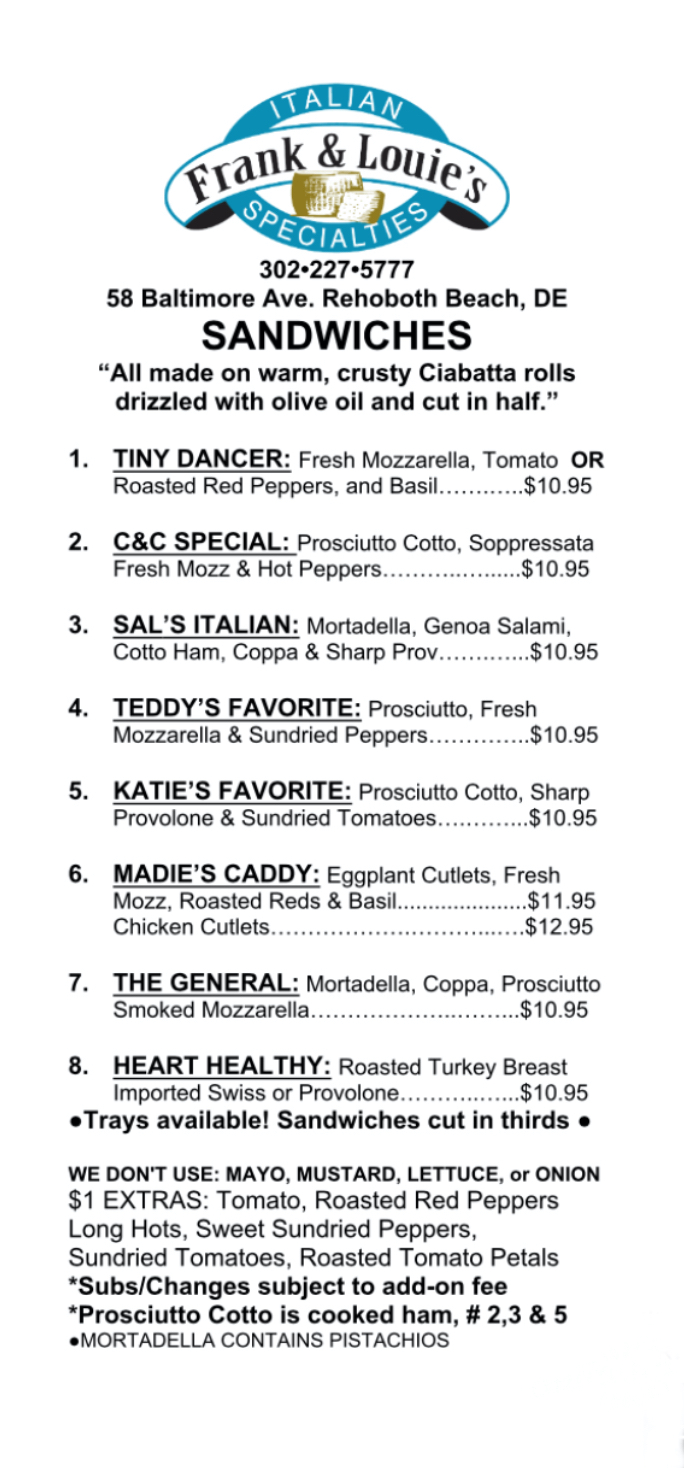 ITALIAN
Frank & Louie's
SPECIALTIES
302•227•5777
58 Baltimore Ave. Rehoboth Beach, DE
SANDWICHES
“All made on warm, crusty Ciabatta rolls
drizzled with olive oil and cut in half.”
1. TINY DANCER: Fresh Mozzarella, Tomato OR
Roasted Red Peppers, and Basil…….…..$10.95
2. C&C SPECIAL: Prosciutto Cotto, Soppressata
Fresh Mozz & Hot Peppers………..…......$10.95
3. SAL’S ITALIAN: Mortadella, Genoa Salami,
Cotto Ham, Coppa & Sharp Prov…….…...$10.95
4. TEDDY’S FAVORITE: Prosciutto, Fresh
Mozzarella & Sundried Peppers…………..$10.95
5. KATIE’S FAVORITE: Prosciutto Cotto, Sharp
Provolone & Sundried Tomatoes….……...$10.95
6. MADIE’S CADDY: Eggplant Cutlets, Fresh
Mozz, Roasted Reds & Basil.....................$11.95
Chicken Cutlets……………….………..….$12.95
7. THE GENERAL: Mortadella, Coppa, Prosciutto
Smoked Mozzarella………………..……...$10.95
8. HEART HEALTHY: Roasted Turkey Breast
Imported Swiss or Provolone………..…...$10.95
●Trays available! Sandwiches cut in thirds ●
WE DON'T USE: MAYO, MUSTARD, LETTUCE, or ONION
$1 EXTRAS: Tomato, Roasted Red Peppers
Long Hots, Sweet Sundried Peppers,
Sundried Tomatoes, Roasted Tomato Petals
*Subs/Changes subject to add-on fee
*Prosciutto Cotto is cooked ham, # 2,3 & 5
●MORTADELLA CONTAINS PISTACHIOS